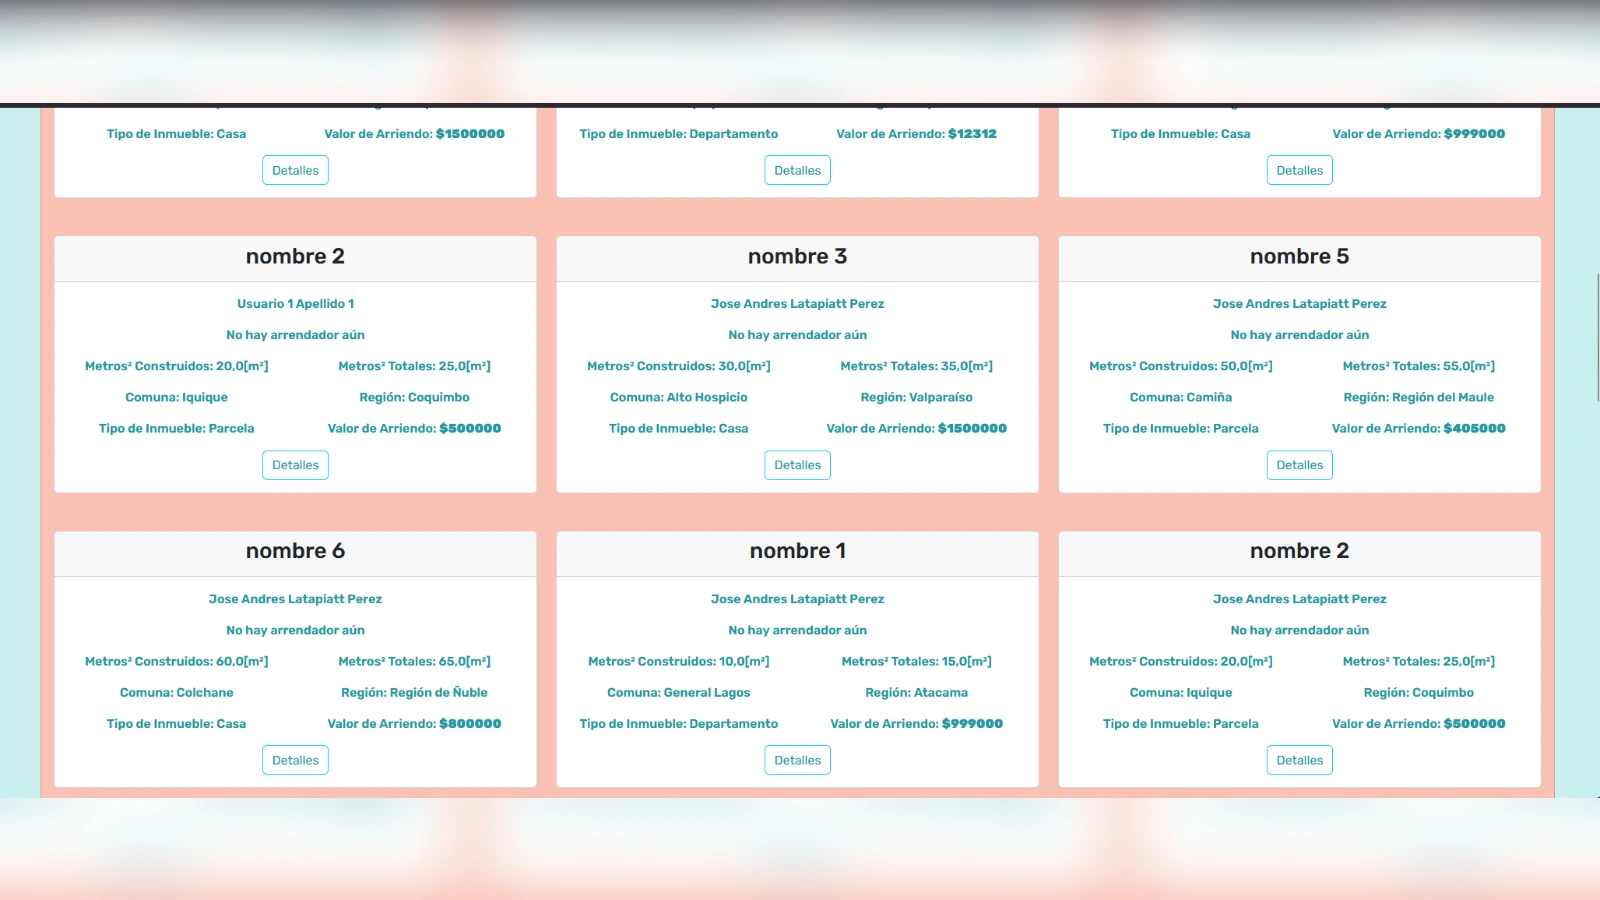 Tipo de Inmueble: Casa Valor de Arriendo: $1500000
Detalles
Tipo de Inmueble: Departamento Valor de Arriendo: $12312
Detalles
Tipo de Inmueble: Casa Valor de Arriendo: $999000
Detalles
nombre 2
Usuario 1 Apellido 1
No hay arrendador aún
Metros² Construidos: 20,0[m²] Metros² Totales: 25,0[m²]
Comuna: Iquique Región: Coquimbo
Tipo de Inmueble: Parcela Valor de Arriendo: $500000
Detalles
nombre 3
Jose Andres Latapiatt Perez
No hay arrendador aún
Metros² Construidos: 30,0[m²] Metros² Totales: 35,0[m²]
Comuna: Alto Hospicio Región: Valparaíso
Tipo de Inmueble: Casa Valor de Arriendo: $1500000
Detalles
nombre 5
Jose Andres Latapiatt Perez
No hay arrendador aún
Metros² Construidos: 50,0[m²] Metros² Totales: 55,0[m²]
Comuna: Camiña Región: Región del Maule
Tipo de Inmueble: Parcela Valor de Arriendo: $405000
Detalles
nombre 6
Jose Andres Latapiatt Perez
No hay arrendador aún
Metros² Construidos: 60,0[m²] Metros² Totales: 65,0[m²]
Comuna: Colchane Región: Región de Ñuble
Tipo de Inmueble: Casa Valor de Arriendo: $800000
Detalles
nombre 1
Jose Andres Latapiatt Perez
No hay arrendador aún
Metros² Construidos: 10,0[m²] Metros² Totales: 15,0[m²]
Comuna: General Lagos Región: Atacama
Tipo de Inmueble: Departamento Valor de Arriendo: $999000
Detalles
nombre 2
Jose Andres Latapiatt Perez
No hay arrendador aún
Metros² Construidos: 20,0[m²] Metros² Totales: 25,0[m²]
Comuna: Iquique Región: Coquimbo
Tipo de Inmueble: Parcela Valor de Arriendo: $500000
Detalles